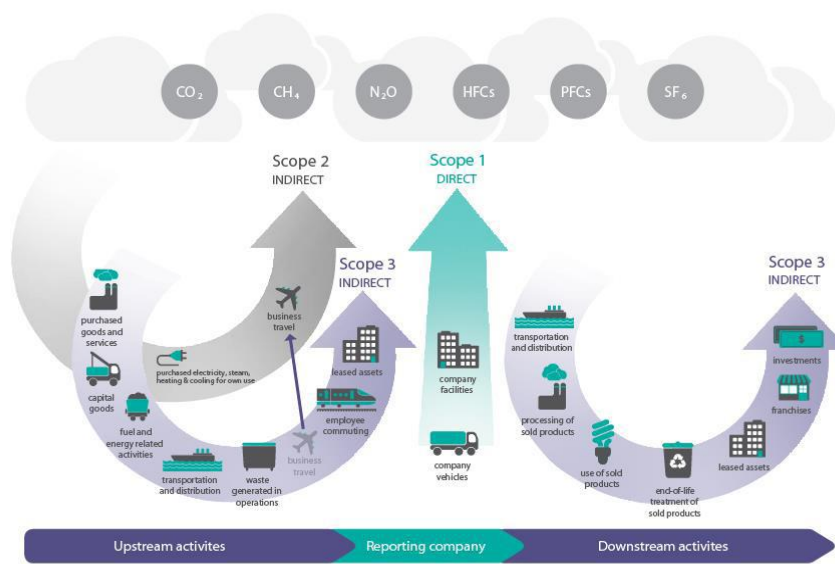 CO₂
CH₄
N₂O
HFCs
PFCs
SF₆
Scope 2
INDIRECT
Scope 1
DIRECT
Scope 3
INDIRECT
Scope 3
INDIRECT
purchased
goods and
services
capital
goods
fuel and
energy related
activities
purchased electricity, steam,
heating & cooling for own use
business
travel
transportation
and distribution
waste
generated in
operations
business
travel
employee
commuting
leased assets
company
facilities
company
vehicles
transportation
and distribution
processing of
sold products
use of sold
products
end-of-life
treatment of
sold products
leased assets
franchises
investments
$
Upstream activites
Reporting company
Downstream activites